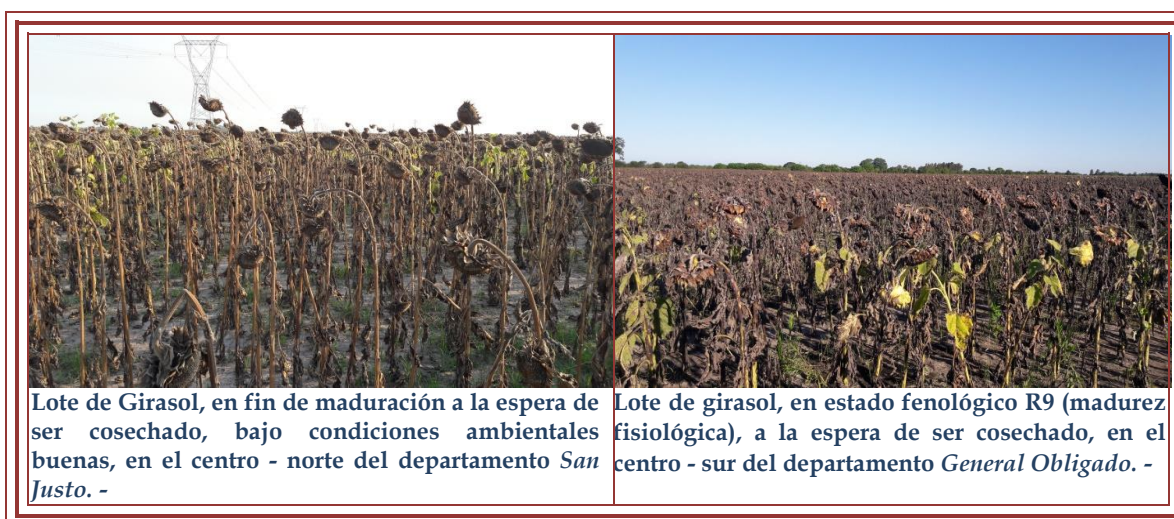 Lote de Girasol, en fin de maduración a la espera de
ser cosechado, bajo condiciones ambientales
buenas, en el centro - norte del departamento San
Justo. -
Lote de girasol, en estado fenológico R9 (madurez
fisiológica), a la espera de ser cosechado, en el
centro - sur del departamento General Obligado. -